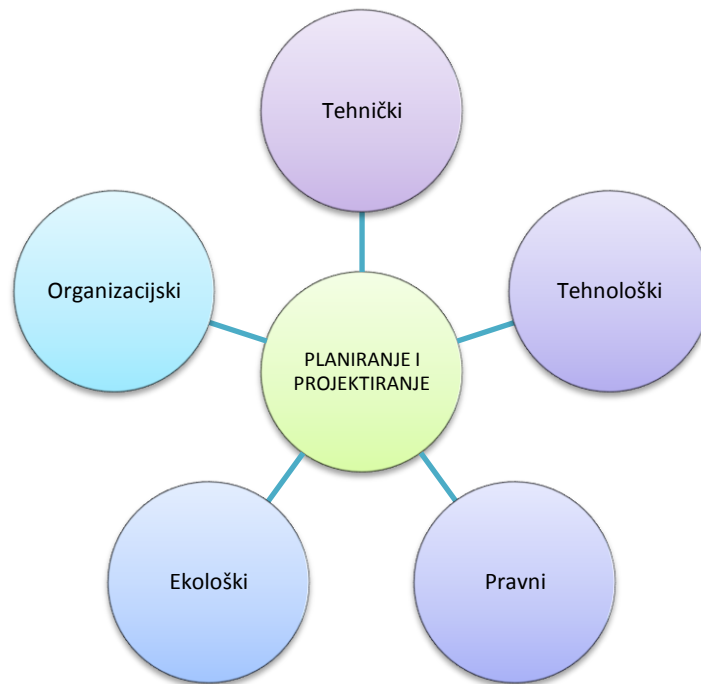 Tehnički
Organizacijski
Tehnološki
PLANIRANJE I
PROJEKTIRANJE
Ekološki
Pravni